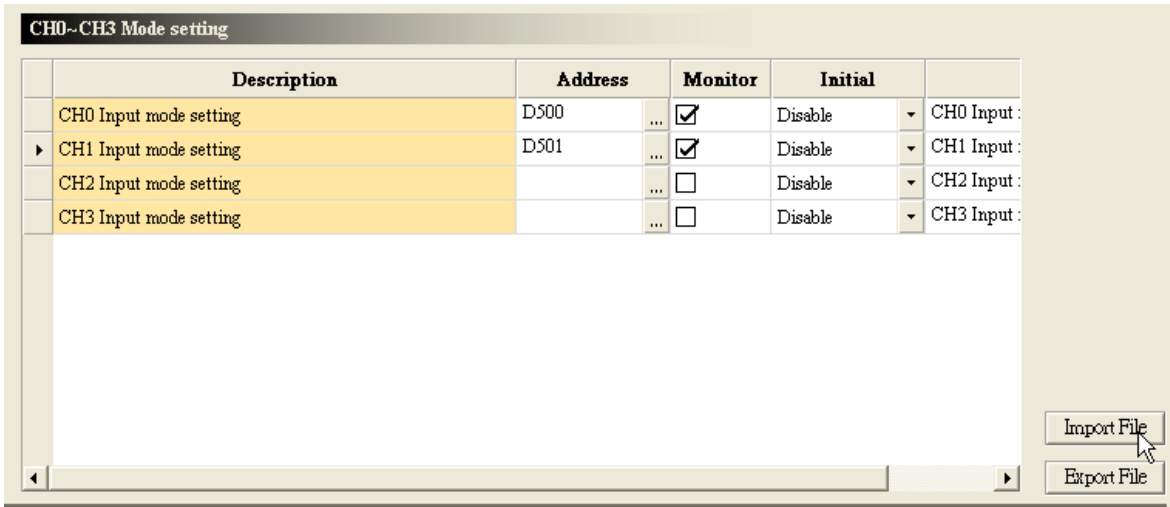 CH0~CH3 Mode setting
Description Address Monitor Initial
CH0 Input mode setting D500 ... Disable CH0 Input :
CH1 Input mode setting D501 ... Disable CH1 Input :
CH2 Input mode setting ... Disable CH2 Input :
CH3 Input mode setting ... Disable CH3 Input :
Import File
Export File